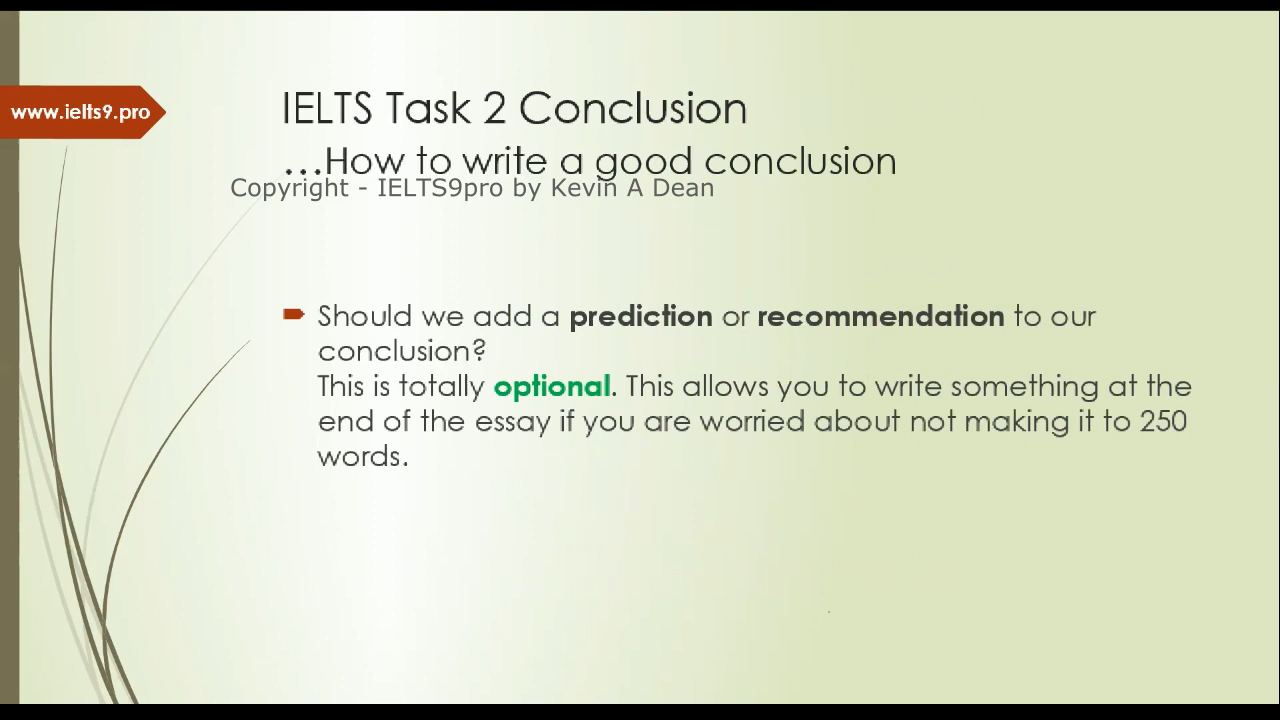 www.ielts9.pro
IELTS Task 2 Conclusion
…How to write a good conclusion
Copyright - IELTS9pro by Kevin A Dean
Should we add a prediction or recommendation to our
conclusion?
This is totally optional. This allows you to write something at the
end of the essay if you are worried about not making it to 250
words.